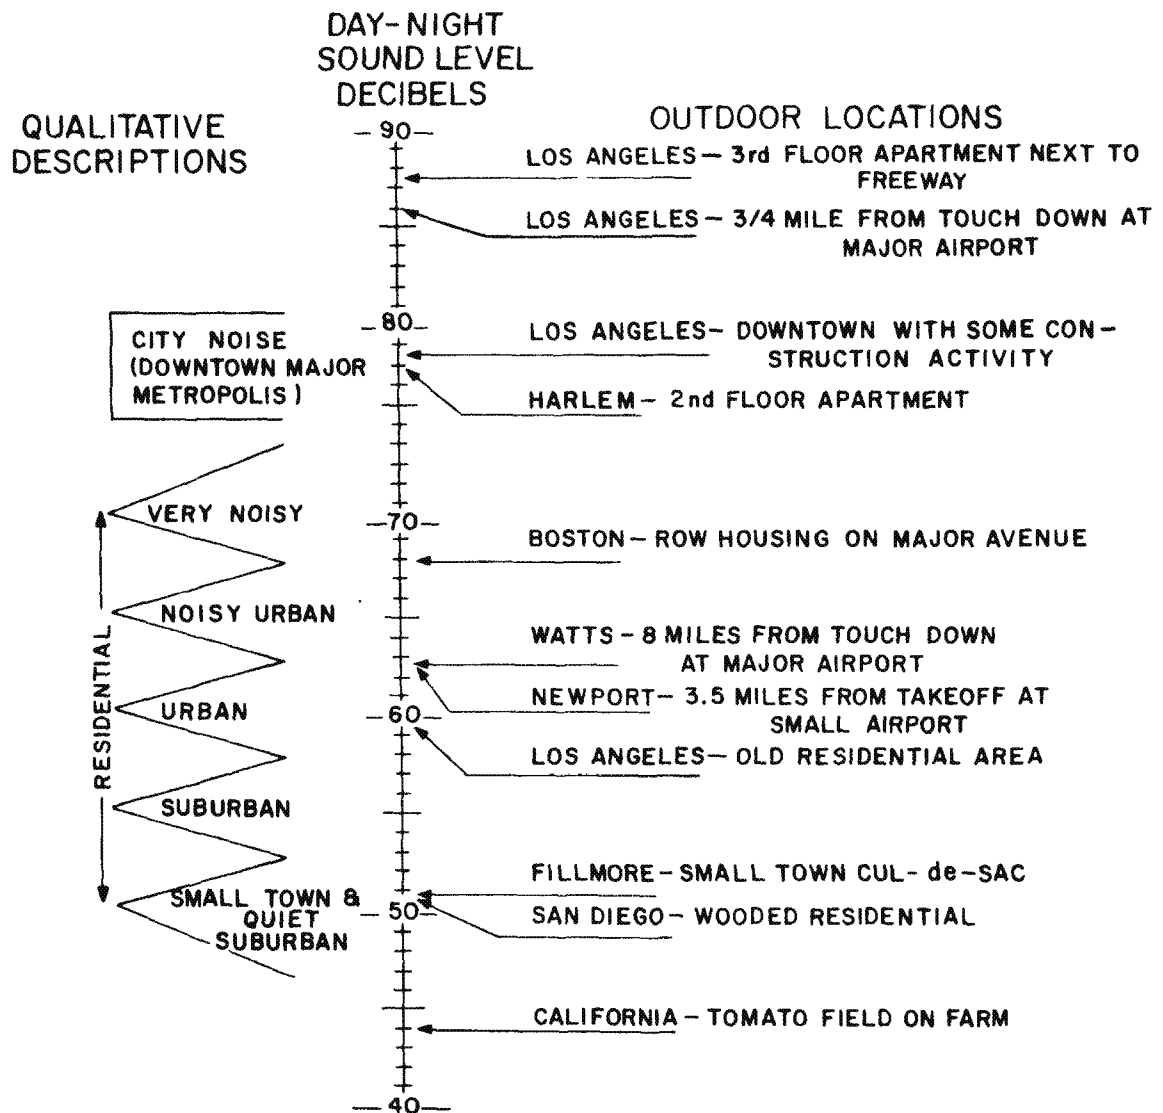 DAY-NIGHT
SOUND LEVEL
DECIBELS
QUALITATIVE
DESCRIPTIONS
OUTDOOR LOCATIONS
90
LOS ANGELES — 3rd FLOOR APARTMENT NEXT TO
FREEWAY
LOS ANGELES — 3/4 MILE FROM TOUCH DOWN AT
MAJOR AIRPORT
80
CITY NOISE
(DOWNTOWN MAJOR
METROPOLIS)
LOS ANGELES — DOWNTOWN WITH SOME CON-
STRUCTION ACTIVITY
HARLEM — 2nd FLOOR APARTMENT
RESIDENTIAL
VERY NOISY
70
BOSTON — ROW HOUSING ON MAJOR AVENUE
NOISY URBAN
WATTS — 8 MILES FROM TOUCH DOWN
AT MAJOR AIRPORT
URBAN
NEWPORT — 3.5 MILES FROM TAKEOFF AT
SMALL AIRPORT
60
LOS ANGELES — OLD RESIDENTIAL AREA
SUBURBAN
FILLMORE — SMALL TOWN CUL-de-SAC
SMALL TOWN &
QUIET
SUBURBAN
50
SAN DIEGO — WOODED RESIDENTIAL
CALIFORNIA — TOMATO FIELD ON FARM
40